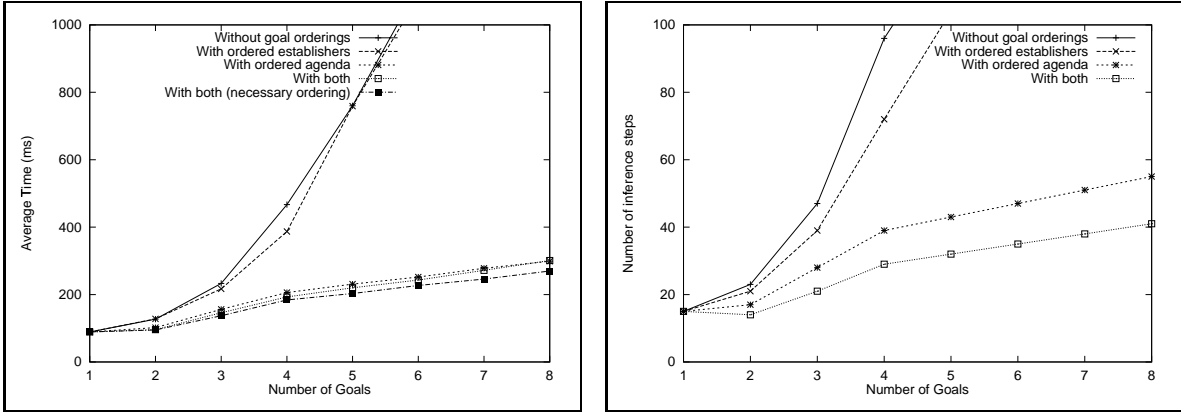 1000
800
600
400
200
0
Average Time (ms)
Without goal orderings
With ordered establishers
With ordered agenda
With both
With both (necessary ordering)
1 2 3 4 5 6 7 8
Number of Goals
100
80
60
40
20
0
Number of inference steps
Without goal orderings
With ordered establishers
With ordered agenda
With both
1 2 3 4 5 6 7 8
Number of Goals